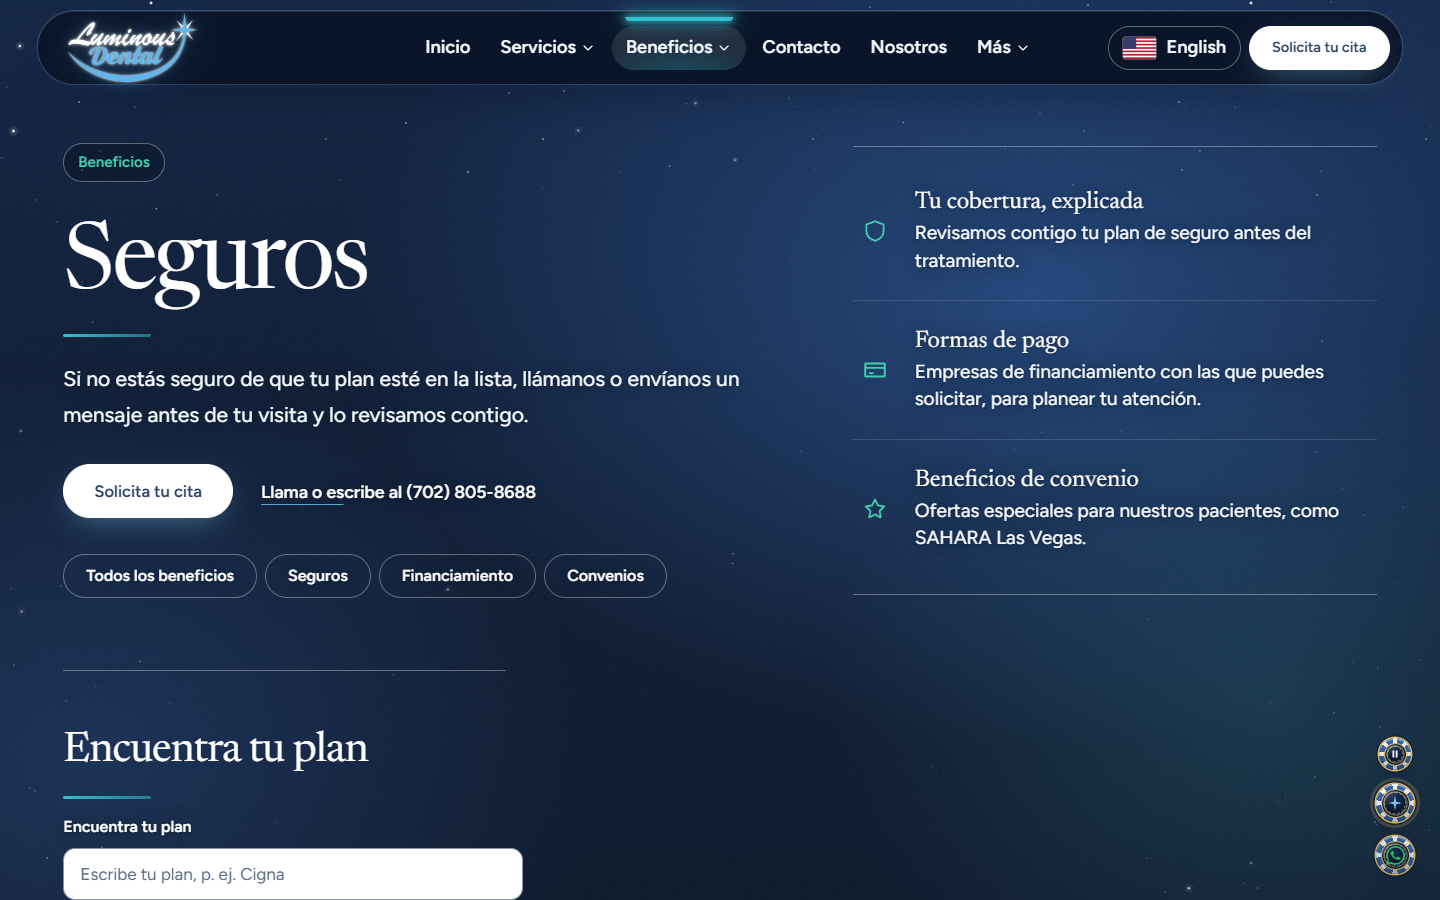 Luminous
Dental
Inicio
Servicios
Beneficios
Contacto
Nosotros
Más
English
Solicita tu cita
Beneficios
Seguros
Si no estás seguro de que tu plan esté en la lista, llámanos o envíanos un
mensaje antes de tu visita y lo revisamos contigo.
Solicita tu cita
Llama o escribe al (702) 805-8688
Todos los beneficios
Seguros
Financiamiento
Convenios
Tu cobertura, explicada
Revisamos contigo tu plan de seguro antes del
tratamiento.
Formas de pago
Empresas de financiamiento con las que puedes
solicitar, para planear tu atención.
Beneficios de convenio
Ofertas especiales para nuestros pacientes, como
SAHARA Las Vegas.
Encuentra tu plan
Encuentra tu plan
Escribe tu plan, p. ej. Cigna